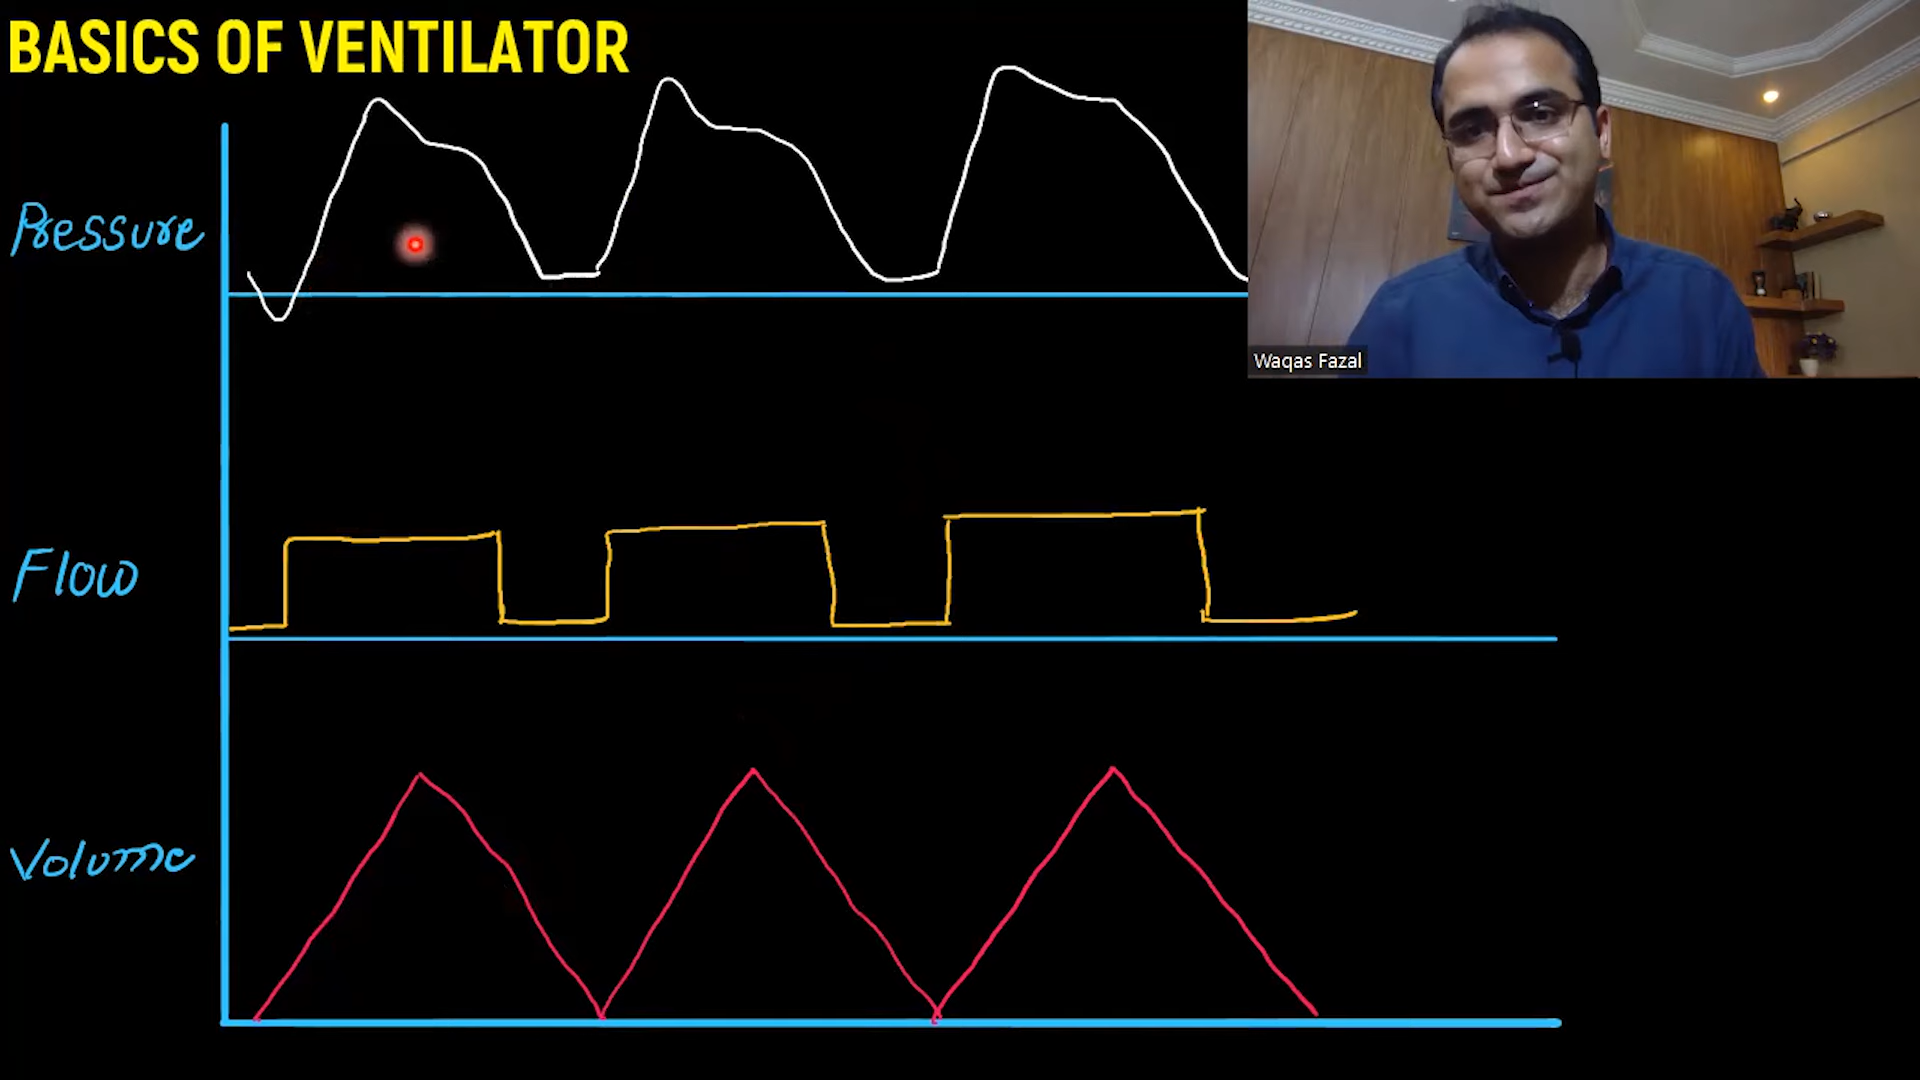 BASICS OF VENTILATOR
Pressure
Waqas Fazal
Flow
Volume